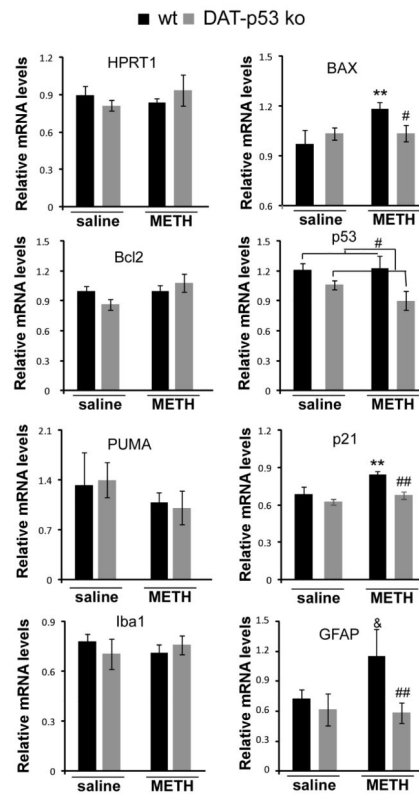 ■ wt ■ DAT-p53 ko
HPRT1
Relative mRNA levels
1.2
0.9
0.6
0.3
0
saline METH
BAX
Relative mRNA levels
1.5
1.2
0.9
0.6
** #
saline METH
Bcl2
Relative mRNA levels
1.5
1.2
0.9
0.6
0.3
0
saline METH
p53
Relative mRNA levels
1.5
1.2
0.9
0.6
0.3
0
#
saline METH
PUMA
Relative mRNA levels
2.1
1.4
0.7
0
saline METH
p21
Relative mRNA levels
1.2
0.9
0.6
0.3
0
** ##
saline METH
Iba1
Relative mRNA levels
0.9
0.6
0.3
0
saline METH
GFAP
Relative mRNA levels
1.5
1.2
0.9
0.6
0.3
0
& ##
saline METH